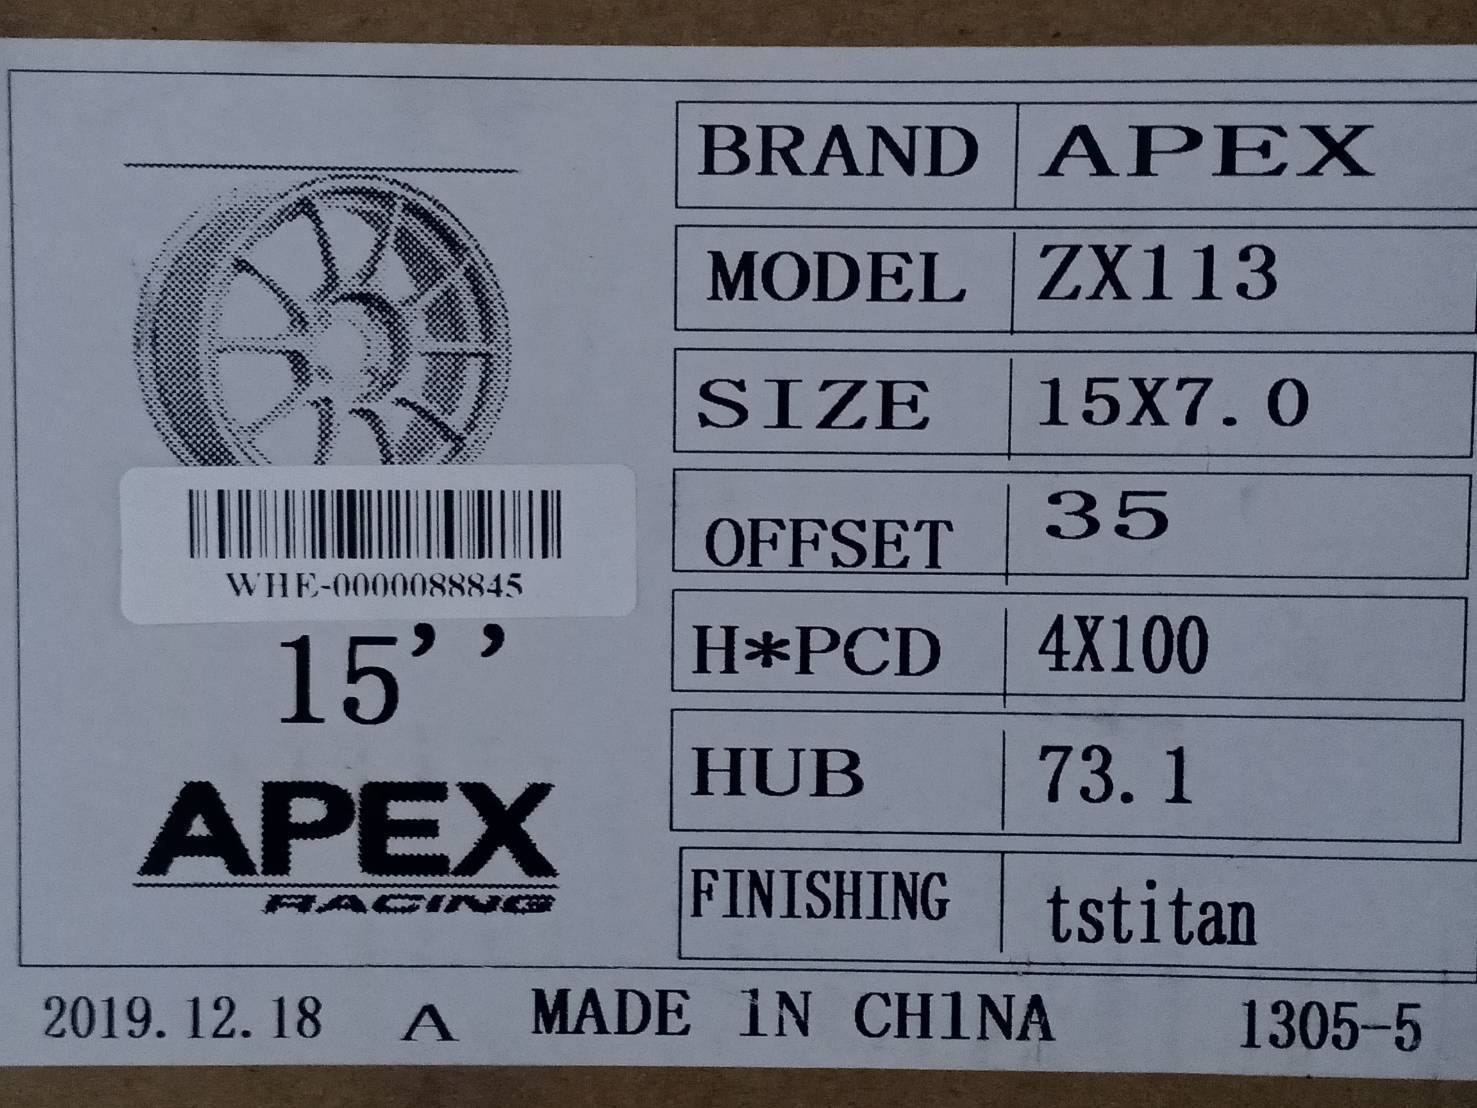 BRAND APEX
MODEL ZX113
SIZE 15X7.0
OFFSET 35
H*PCD 4X100
HUB 73.1
FINISHING tstitan
WHE-0000088845
15’’
APEX
RACING
2019.12.18 A MADE 1N CH1NA 1305-5